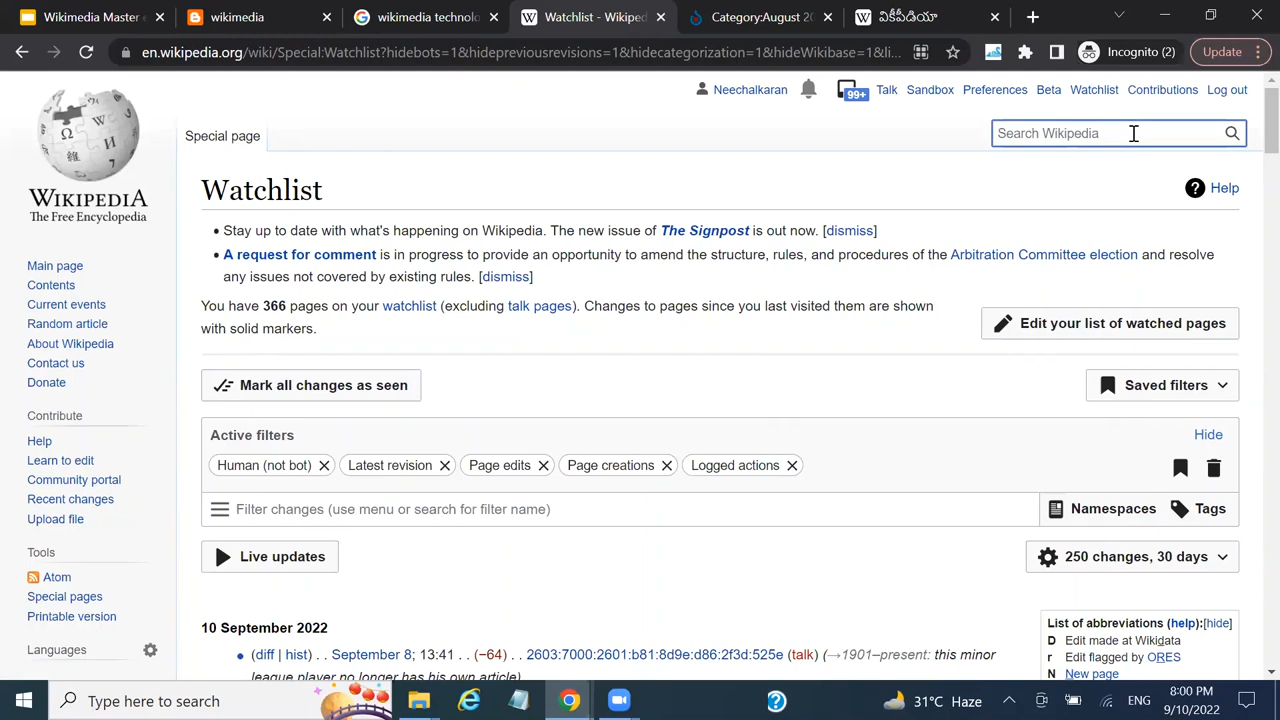 Wikimedia Master
wikimedia
wikimedia technolo
Watchlist - Wikiped
Category:August 20
వికీపీడియా
en.wikipedia.org/wiki/Special:Watchlist?hidebots=1&hidepreviousrevisions=1&hidecategorization=1&hideWikibase=1&li...
Incognito (2)
Update
Neechalkaran 99+ Talk Sandbox Preferences Beta Watchlist Contributions Log out
Special page
Search Wikipedia
WIKIPEDIA
The Free Encyclopedia
Main page
Contents
Current events
Random article
About Wikipedia
Contact us
Donate
Contribute
Help
Learn to edit
Community portal
Recent changes
Upload file
Tools
Atom
Special pages
Printable version
Languages
Watchlist
Help
• Stay up to date with what's happening on Wikipedia. The new issue of The Signpost is out now. [dismiss]
• A request for comment is in progress to provide an opportunity to amend the structure, rules, and procedures of the Arbitration Committee election and resolve
any issues not covered by existing rules. [dismiss]
You have 366 pages on your watchlist (excluding talk pages). Changes to pages since you last visited them are shown
with solid markers.
Edit your list of watched pages
Mark all changes as seen
Saved filters
Active filters
Hide
Human (not bot) Latest revision Page edits Page creations Logged actions
Filter changes (use menu or search for filter name)
Namespaces Tags
Live updates
250 changes, 30 days
10 September 2022
• (diff | hist) . . September 8; 13:41 . . (−64) . . 2603:7000:2601:b81:8d9e:d86:2f3d:525e (talk) (→1901–present: this minor
league player no longer has his own article)
List of abbreviations (help):[hide]
D Edit made at Wikidata
r Edit flagged by ORES
N New page
Type here to search
31°C Haze
ENG
8:00 PM
9/10/2022